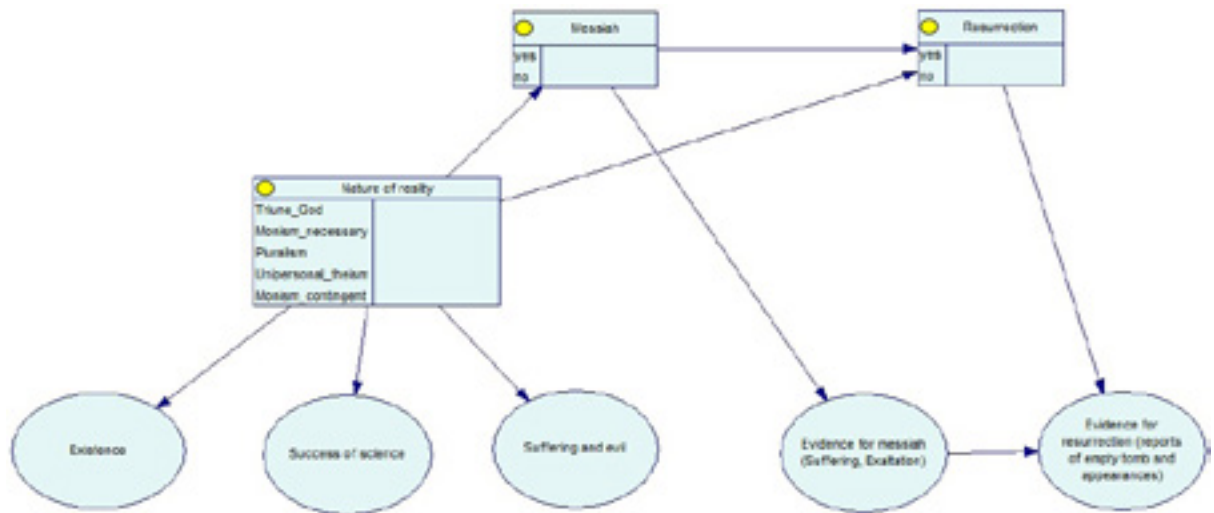 Messiah
yes
no
Resurrection
yes
no
Nature of reality
Triune_God
Monism_necessary
Pluralism
Unipersonal_theism
Monism_contingent
Existence
Success of science
Suffering and evil
Evidence for messiah
(Suffering, Exaltation)
Evidence for
resurrection (reports
of empty tomb and
appearances)